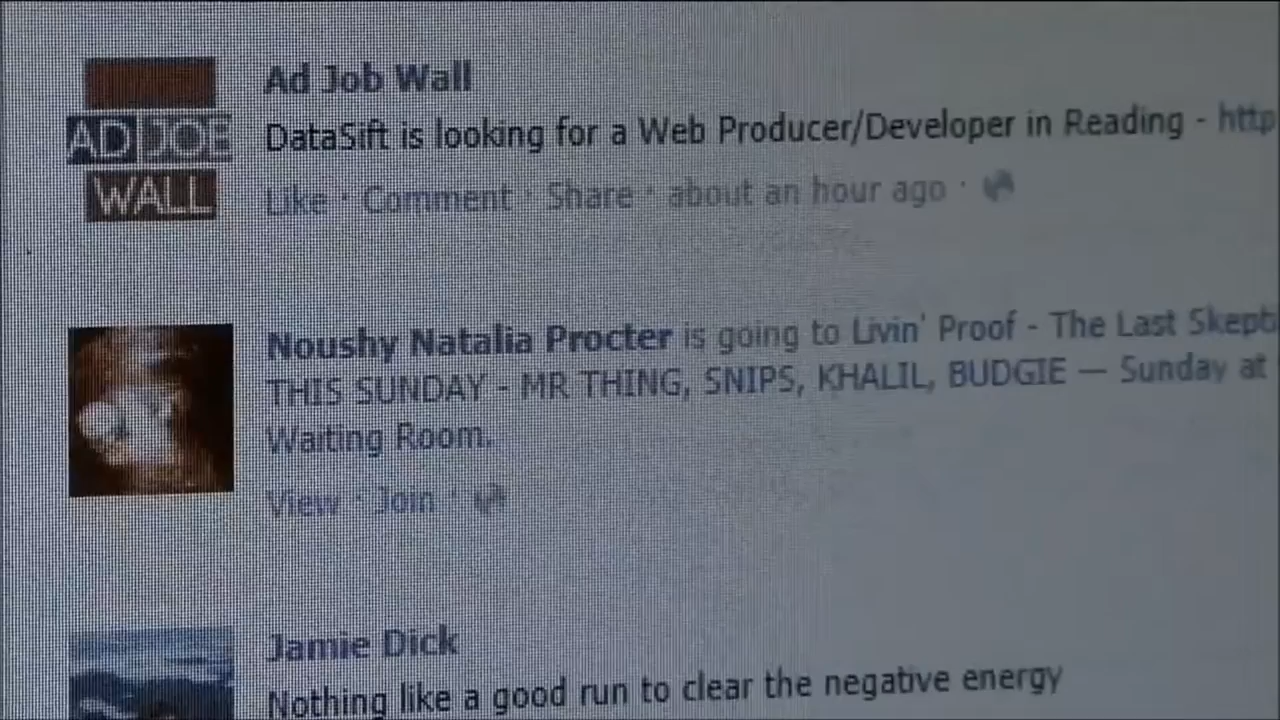 Ad Job Wall
AD JOB
WALL
DataSift is looking for a Web Producer/Developer in Reading - http
Like · Comment · Share · about an hour ago ·
Noushy Natalia Procter is going to Livin' Proof - The Last Skepti
THIS SUNDAY - MR THING, SNIPS, KHALIL, BUDGIE — Sunday at
Waiting Room.
View · Join ·
Jamie Dick
Nothing like a good run to clear the negative energy